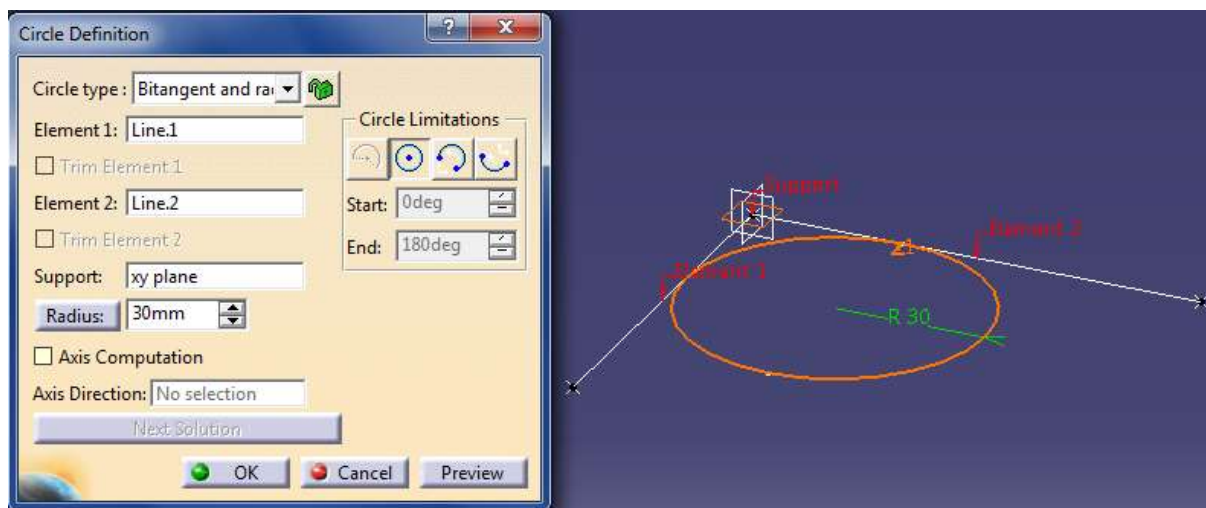 Circle Definition
?
X
Circle type : Bitangent and ra
Element 1: Line.1
Trim Element 1
Element 2: Line.2
Trim Element 2
Support: xy plane
Radius: 30mm
Axis Computation
Axis Direction: No selection
Next Solution
OK Cancel Preview
Circle Limitations
Start: 0deg
End: 180deg
Support
Element 2
Element 1
R 30